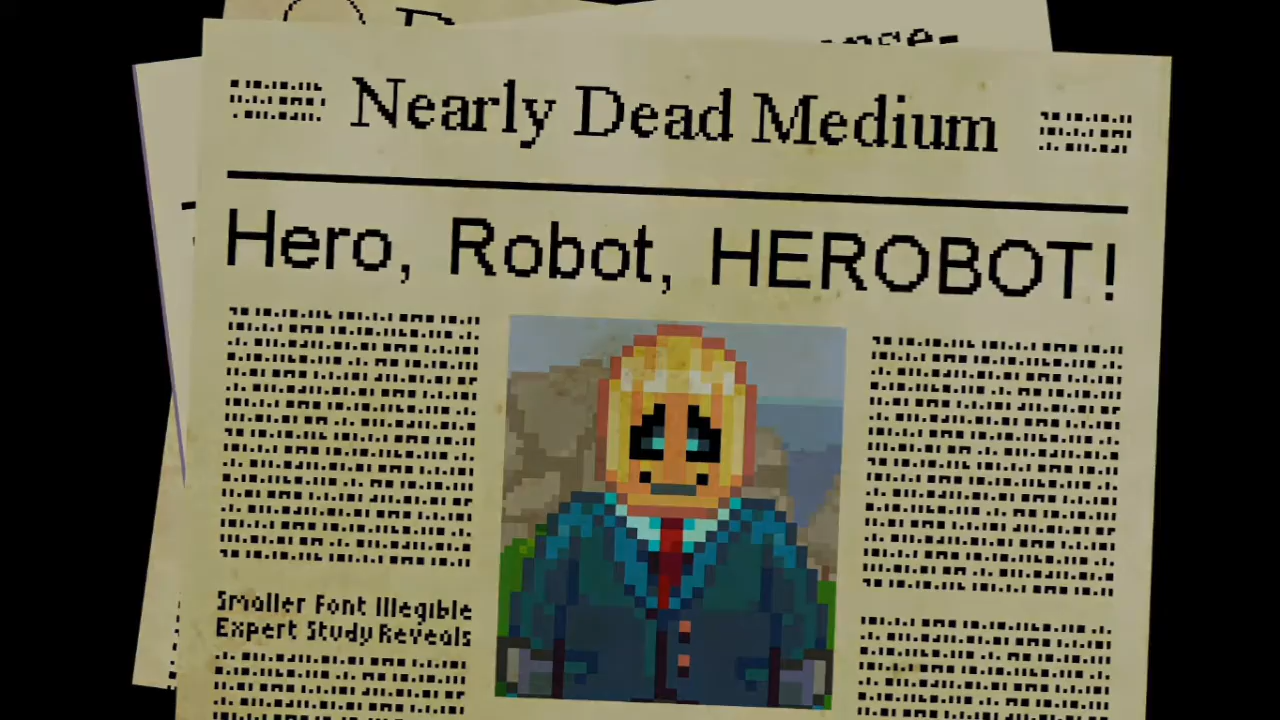 Nearly Dead Medium
Hero, Robot, HEROBOT!
Smaller Font Illegible
Expert Study Reveals